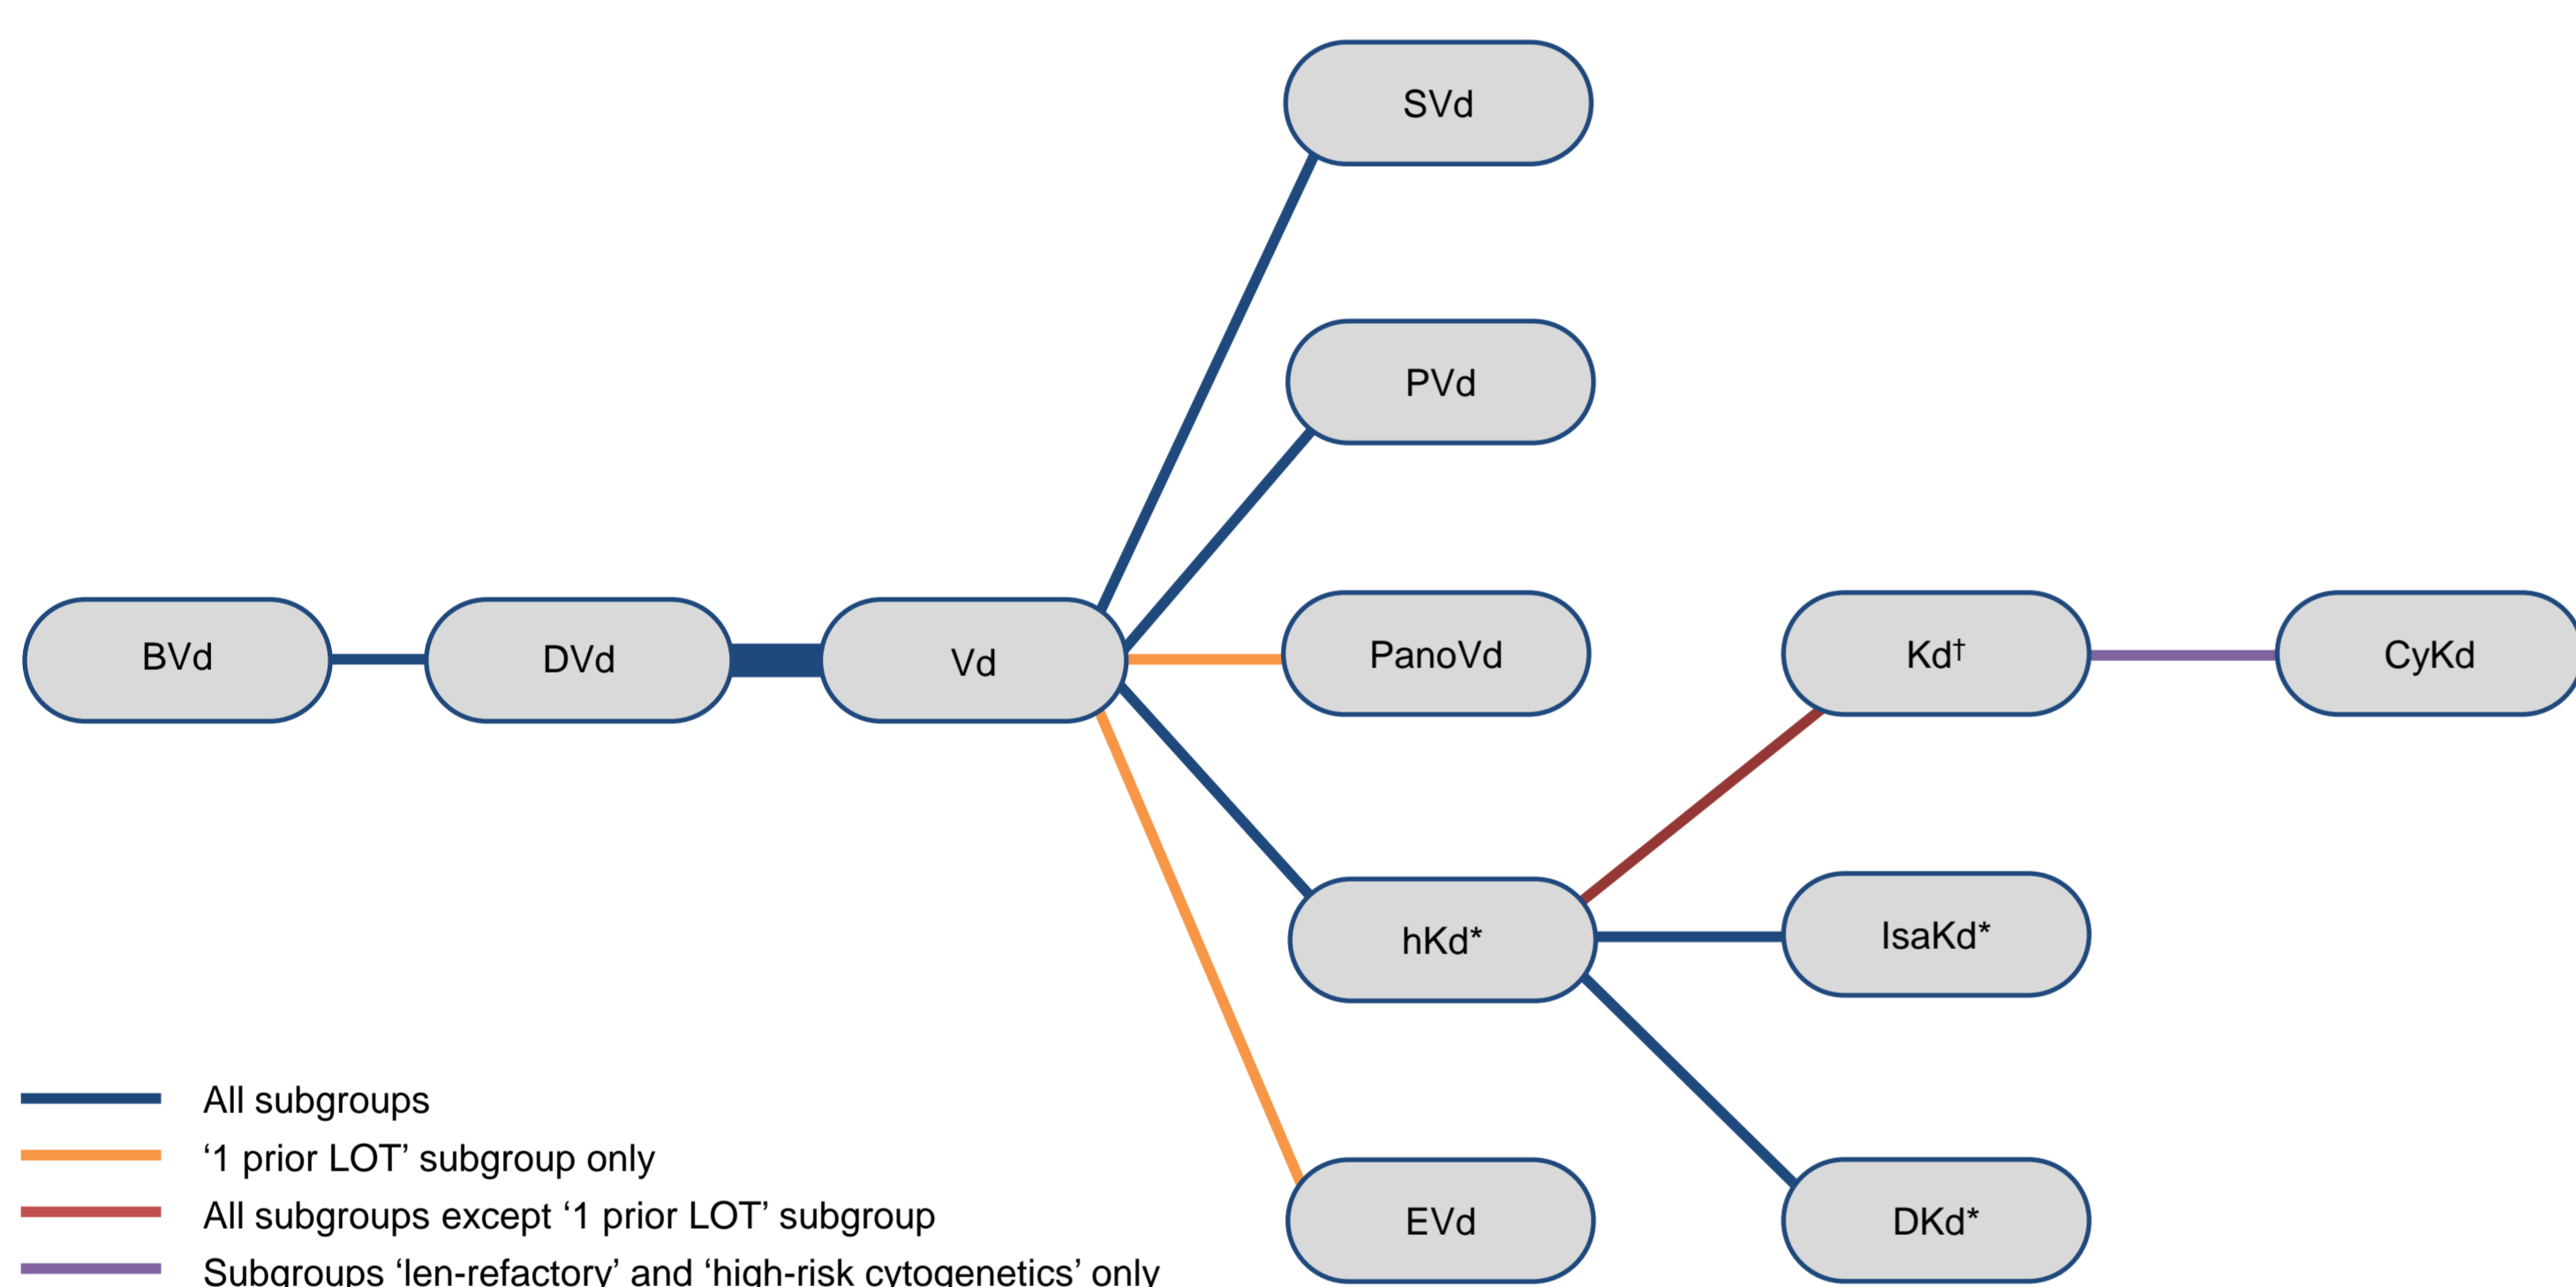 SVd
PVd
BVd
DVd
Vd
PanoVd
Kd†
CyKd
hKd*
IsaKd*
EVd
DKd*
All subgroups
‘1 prior LOT’ subgroup only
All subgroups except ‘1 prior LOT’ subgroup
Subgroups ‘len-refactory’ and ‘high-risk cytogenetics’ only